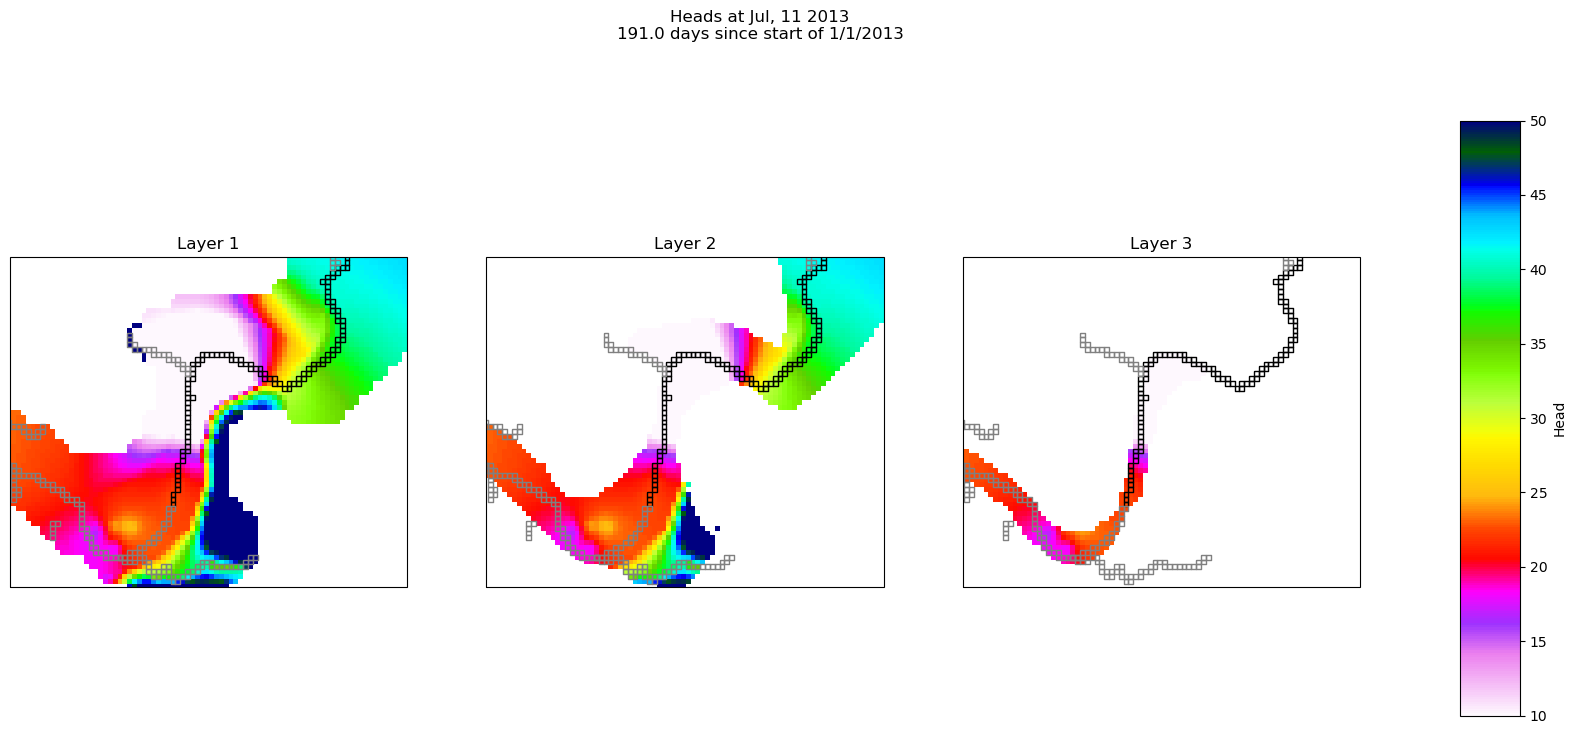 Heads at Jul, 11 2013
191.0 days since start of 1/1/2013
Layer 1
Layer 2
Layer 3
50
45
40
35
30
25
20
15
10
Head